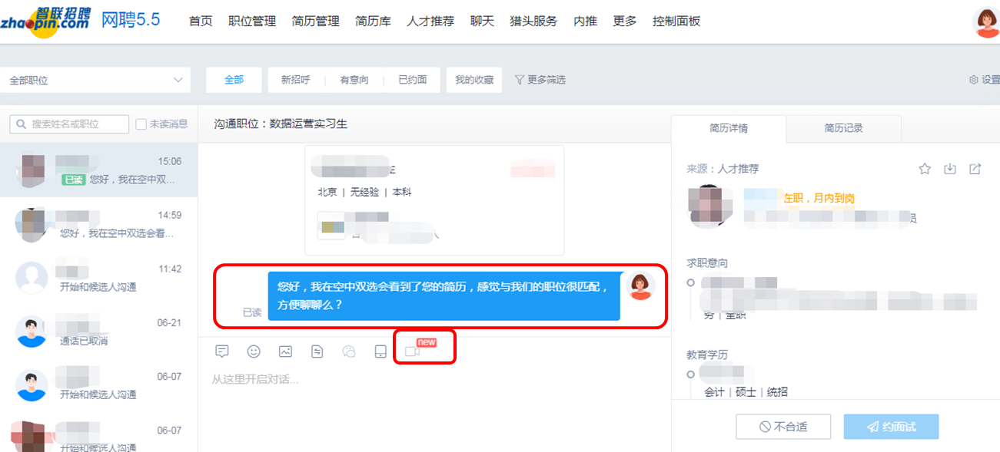 智联招聘
zhaopin.com
网聘5.5
首页 职位管理 简历管理 简历库 人才推荐 聊天 猎头服务 内推 更多 控制面板
全部职位
全部 新招呼 有意向 已约面 我的收藏 更多筛选
设置
搜索姓名或职位 未读消息
15:06
已读 您好，我在空中双...
14:59
您好，我在空中双选会看...
11:42
开始和候选人沟通
06-21
通话已取消
06-07
开始和候选人沟通
06-07
开始和候选人沟通
沟通职位：数据运营实习生
北京 | 无经验 | 本科
您好，我在空中双选会看到了您的简历，感觉与我们的职位很匹配，
方便聊聊么？
已读
new
从这里开启对话...
简历详情 简历记录
来源：人才推荐
在职，月内到岗
员
求职意向
务 | 全职
教育学历
会计 | 硕士 | 统招
不合适 约面试